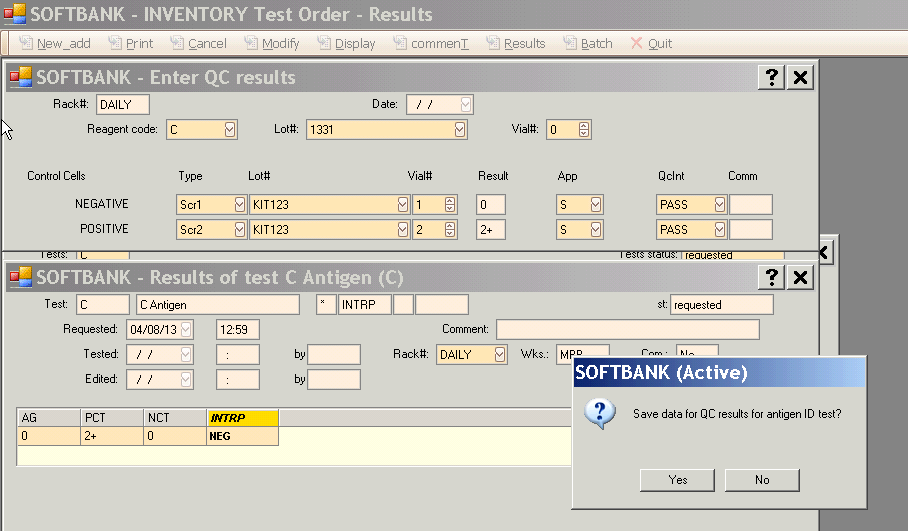 SOFTBANK - INVENTORY Test Order - Results
New_add Print Cancel Modify Display commenT Results Batch Quit
SOFTBANK - Enter QC results
Rack#: DAILY Date: / /
Reagent code: C Lot#: 1331 Vial#: 0
Control Cells Type Lot# Vial# Result App QcInt Comm
NEGATIVE Scr1 KIT123 1 0 S PASS
POSITIVE Scr2 KIT123 2 2+ S PASS
Tests: C Tests status: requested
SOFTBANK - Results of test C Antigen (C)
Test: C C Antigen * INTRP st: requested
Requested: 04/08/13 12:59 Comment:
Tested: / / : by Rack#: DAILY Wks.: MPB Com.: No
Edited: / / : by
SOFTBANK (Active)
Save data for QC results for antigen ID test?
Yes No
AG PCT NCT INTRP
0 2+ 0 NEG